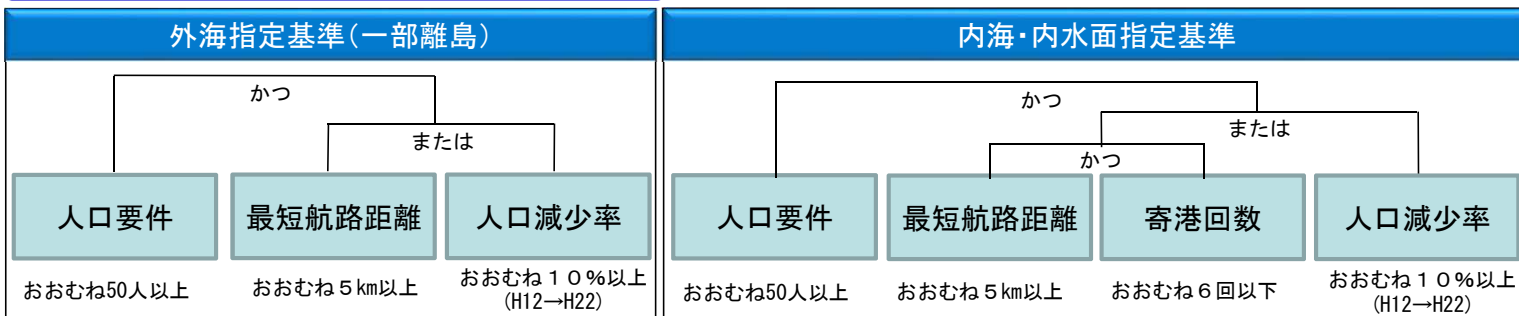 外海指定基準(一部離島)
かつ
または
人口要件
最短航路距離
人口減少率
おおむね50人以上
おおむね5km以上
おおむね10%以上
(H12→H22)
内海・内水面指定基準
かつ
または
かつ
人口要件
最短航路距離
寄港回数
人口減少率
おおむね50人以上
おおむね5km以上
おおむね6回以下
おおむね10%以上
(H12→H22)